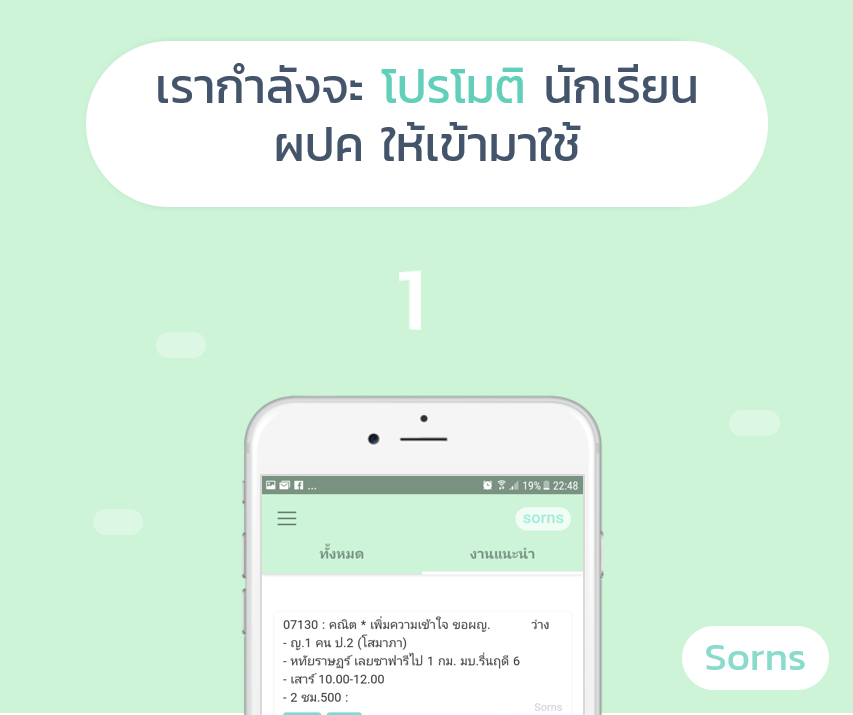 เรากำลังจะ โปรโมติ นักเรียน
ผปค ให้เข้ามาใช้
1
... 19% 22:48
sorns
ทั้งหมด งานแนะนำ
07130 : คณิต * เพิ่มความเข้าใจ ขอผญ. ว่าง
- ญ.1 คน ป.2 (โสมาภา)
- หทัยราษฎร์ เลยซาฟารีไป 1 กม. มบ.รื่นฤดี 6
- เสาร์ 10.00-12.00
- 2 ชม.500 :
Sorns
Sorns